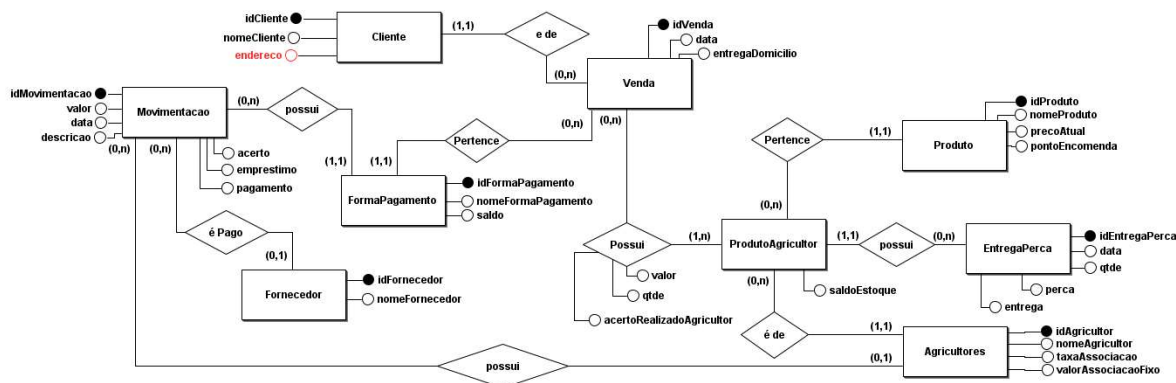 idCliente
nomeCliente
endereco
Cliente
(1,1)
e de
(0,n)
idVenda
data
entregaDomicilio
Venda
(0,n)
(0,n)
idMovimentacao
valor
data
descricao
Movimentacao
(0,n)
(0,n)
(0,n)
acerto
emprestimo
pagamento
possui
(1,1)
Pertence
(1,1)
FormaPagamento
idFormaPagamento
nomeFormaPagamento
saldo
é Pago
(0,1)
Fornecedor
idFornecedor
nomeFornecedor
Possui
valor
qtde
acertoRealizadoAgricultor
(1,n)
Pertence
(1,1)
(0,n)
Produto
idProduto
nomeProduto
precoAtual
pontoEncomenda
ProdutoAgricultor
(0,n)
saldoEstoque
(1,1)
possui
(0,n)
EntregaPerca
idEntregaPerca
data
qtde
perca
entrega
é de
(1,1)
Agricultores
idAgricultor
nomeAgricultor
taxaAssociacao
valorAssociacaoFixo
possui
(0,1)